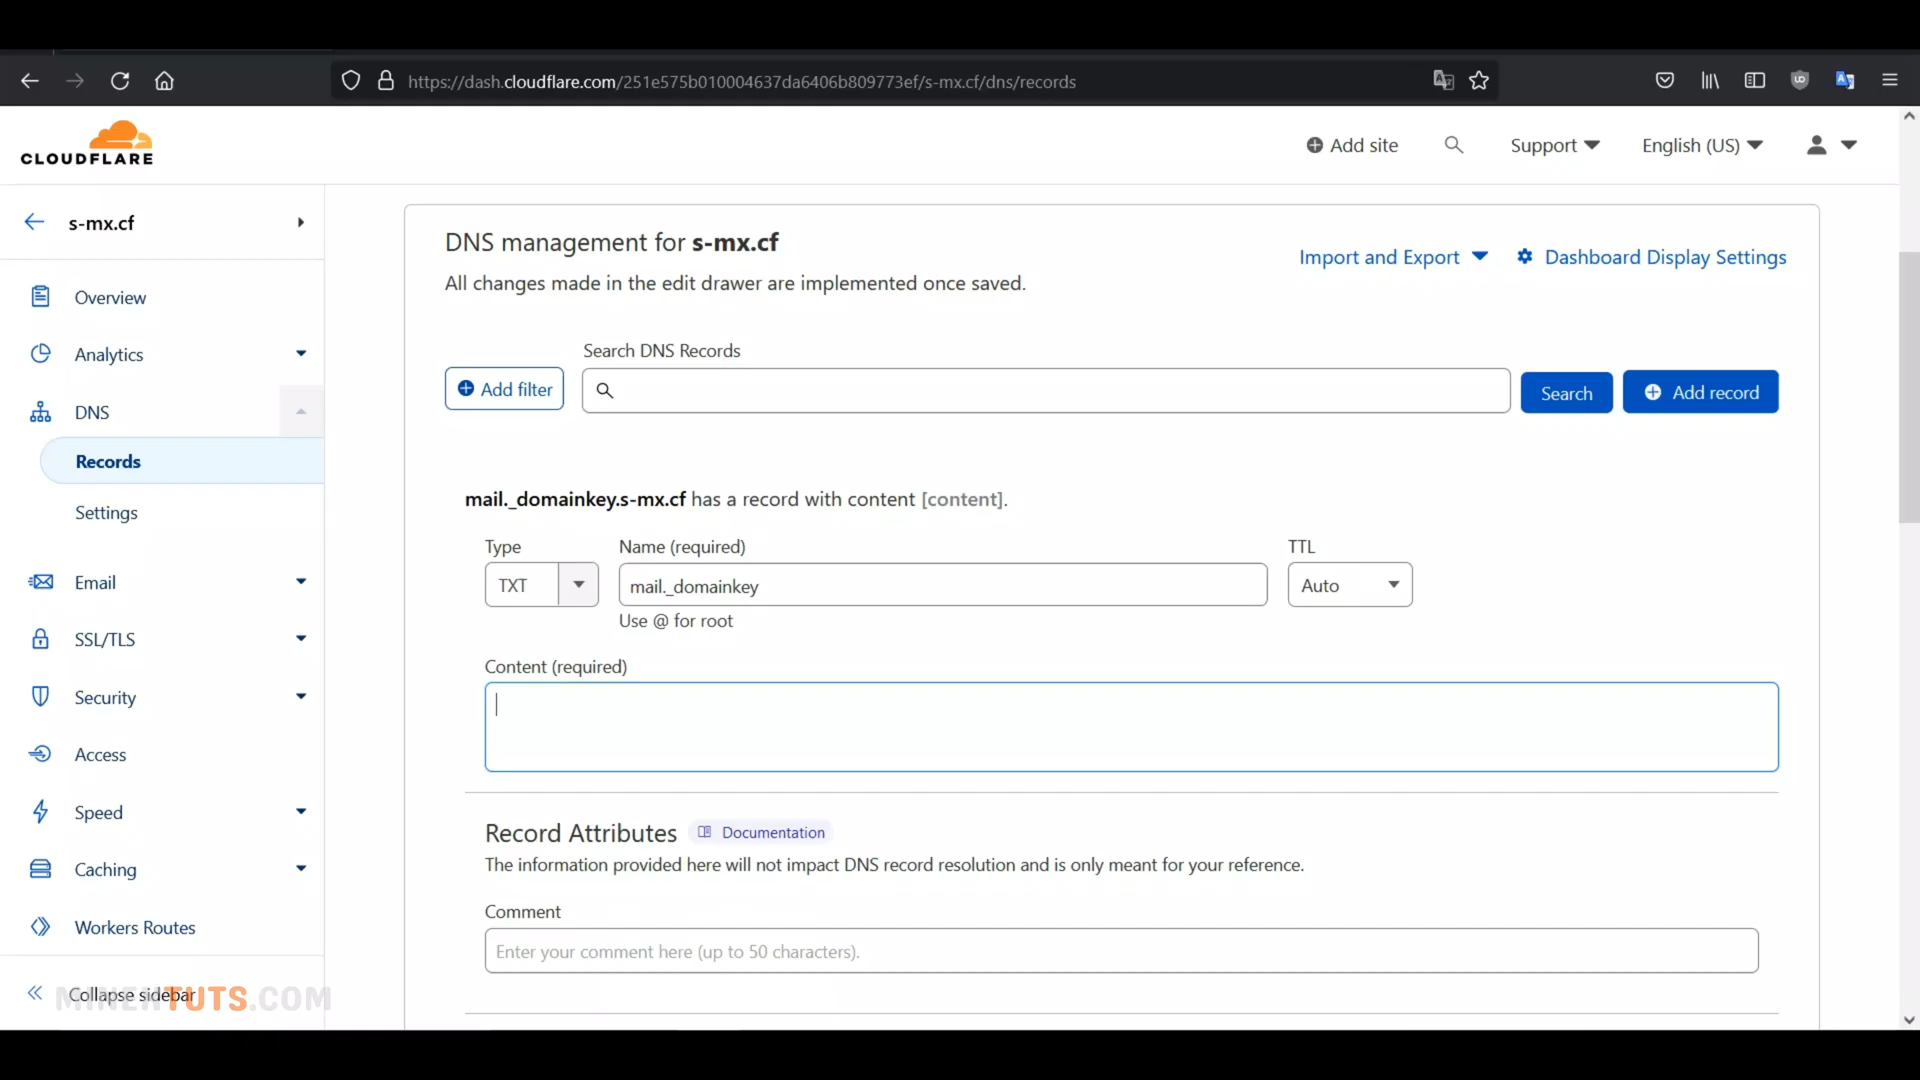 https://dash.cloudflare.com/251e575b010004637da6406b809773ef/s-mx.cf/dns/records
CLOUDFLARE
Add site
Support
English (US)
s-mx.cf
Overview
Analytics
DNS
Records
Settings
Email
SSL/TLS
Security
Access
Speed
Caching
Workers Routes
Collapse sidebar
MINENTUTS.COM
DNS management for s-mx.cf
All changes made in the edit drawer are implemented once saved.
Import and Export
Dashboard Display Settings
Search DNS Records
Add filter
Search
Add record
mail._domainkey.s-mx.cf has a record with content [content].
Type
Name (required)
TTL
TXT
mail._domainkey
Auto
Use @ for root
Content (required)
Record Attributes
Documentation
The information provided here will not impact DNS record resolution and is only meant for your reference.
Comment
Enter your comment here (up to 50 characters).